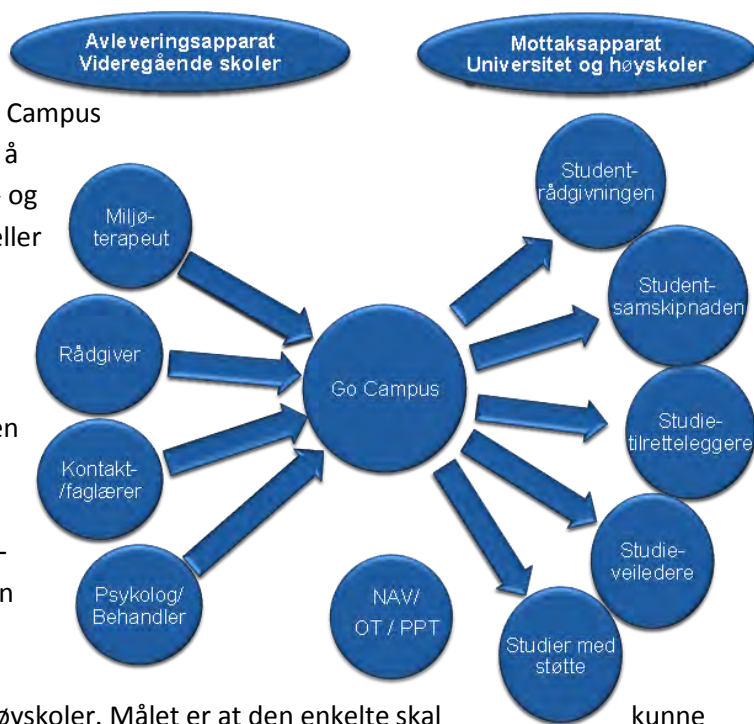 Avleveringsapparat
Videregående skoler
Mottaksapparat
Universitet og høyskoler
Campus
å
og
eller
en
-
n
Miljø-
terapeut
Rådgiver
Kontakt-
/faglærer
Psykolog/
Behandler
Go Campus
NAV/
OT / PPT
Student-
rådgivningen
Student-
samskipnaden
Studie-
tilretteleggere
Studie-
veiledere
Studier med
støtte
øyskoler. Målet er at den enkelte skal kunne